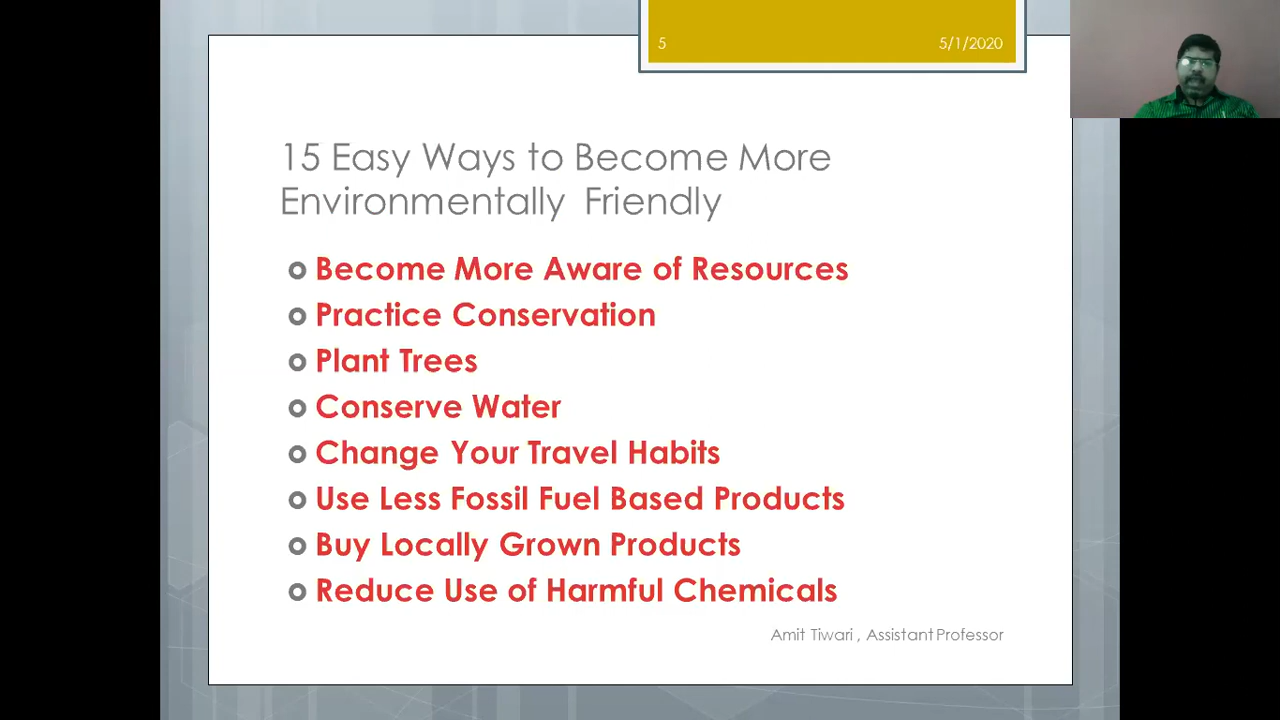 5
5/1/2020
15 Easy Ways to Become More
Environmentally Friendly
Become More Aware of Resources
Practice Conservation
Plant Trees
Conserve Water
Change Your Travel Habits
Use Less Fossil Fuel Based Products
Buy Locally Grown Products
Reduce Use of Harmful Chemicals
Amit Tiwari , Assistant Professor